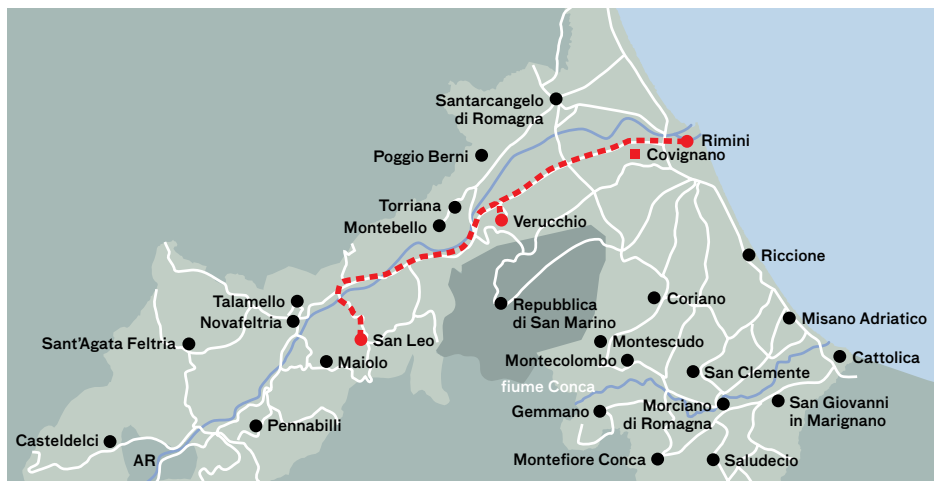 Santarcangelo
di Romagna
Rimini
Poggio Berni
Covignano
Torriana
Montebello
Verucchio
Riccione
Talamello
Novafeltria
Repubblica
di San Marino
Coriano
Misano Adriatico
Sant'Agata Feltria
San Leo
Maiolo
Montescudo
Montecolombo
Cattolica
San Clemente
fiume Conca
Gemmano
Morciano
di Romagna
San Giovanni
in Marignano
Pennabilli
Casteldelci
AR
Montefiore Conca
Saludecio